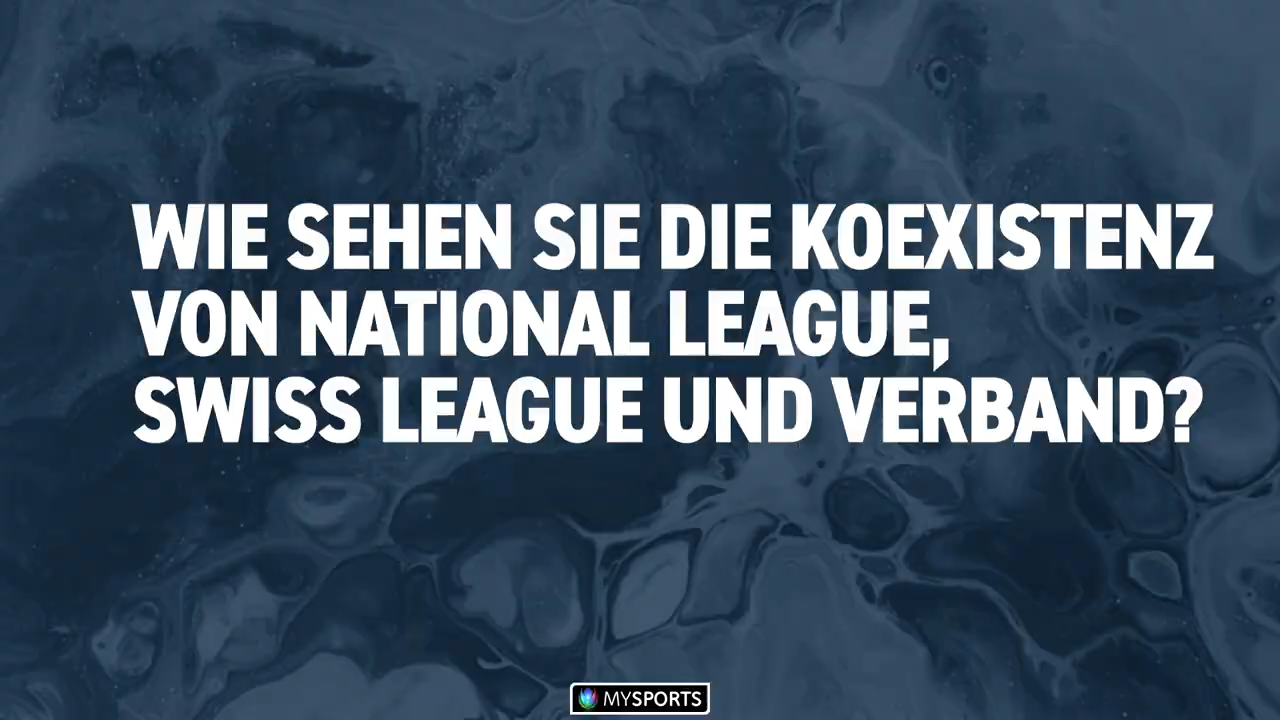 WIE SEHEN SIE DIE KOEXISTENZ
VON NATIONAL LEAGUE,
SWISS LEAGUE UND VERBAND?
MYSPORTS